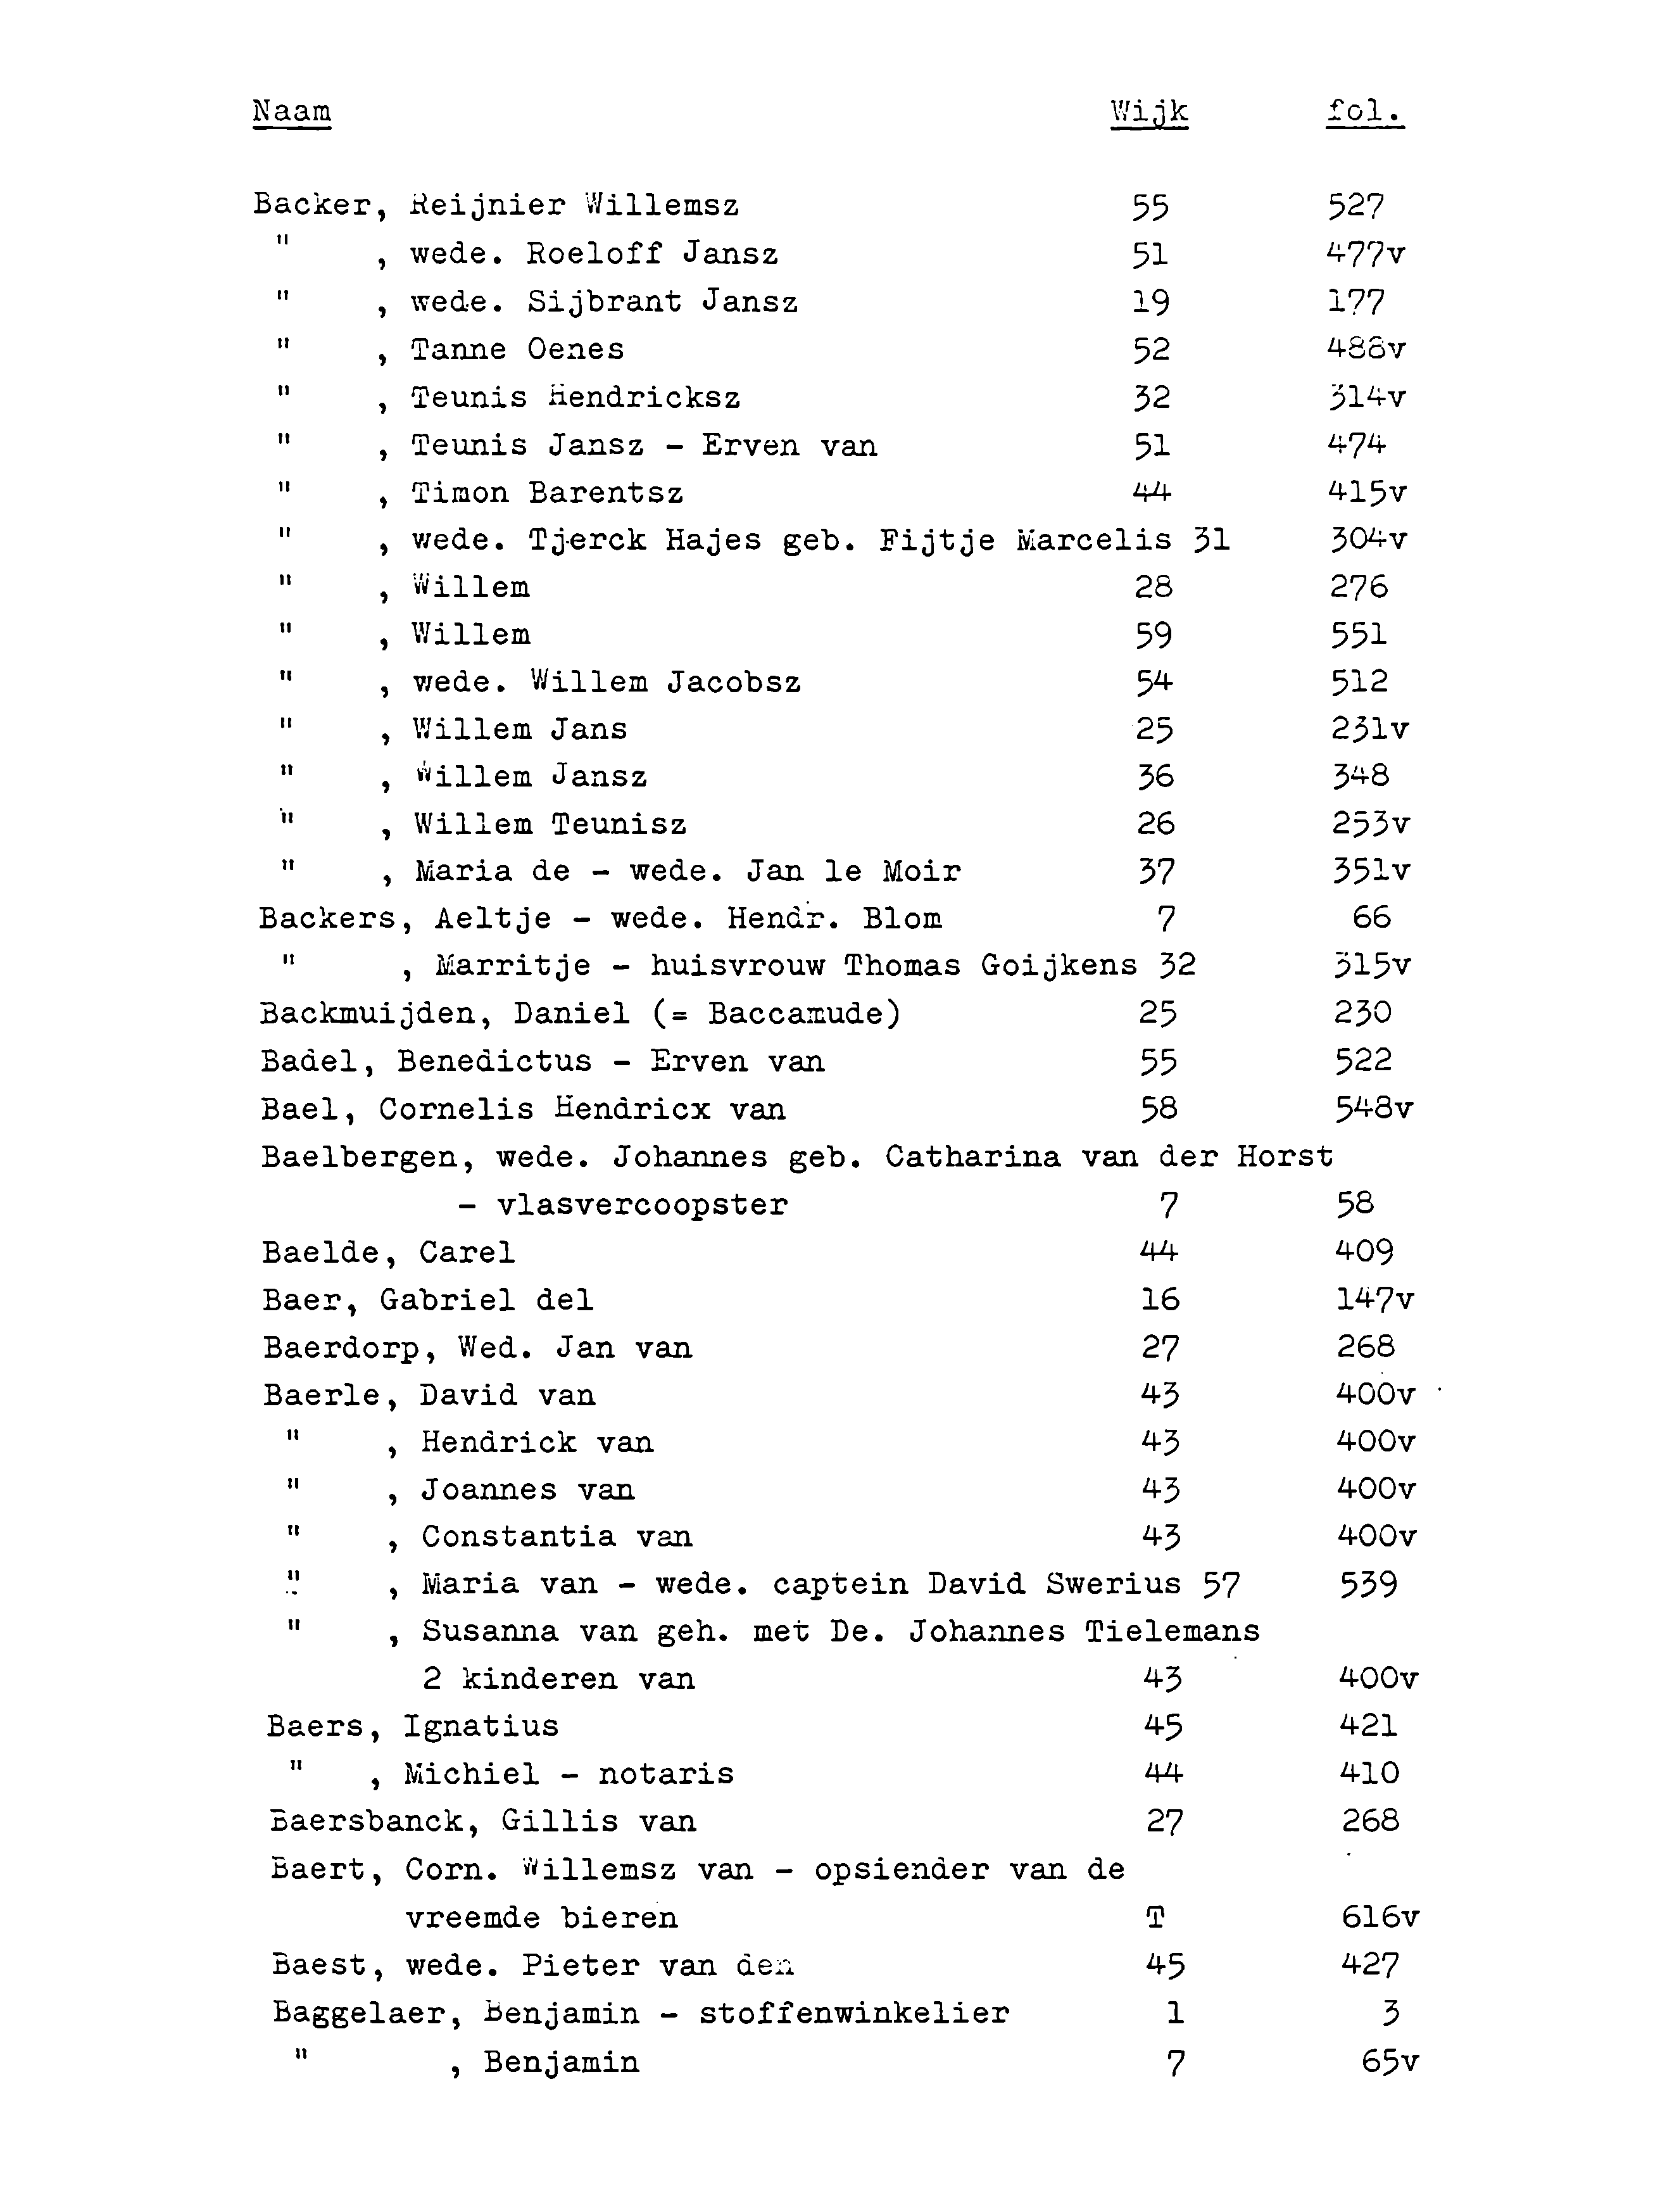 Naam Wijk fol.
Backer, Reijnier Willemsz 55 527
" , wede. Roeloff Jansz 51 477v
" , wede. Sijbrant Jansz 19 177
" , Tanne Oenes 52 488v
" , Teunis Hendricksz 32 314v
" , Teunis Jansz - Erven van 51 474
" , Timon Barentsz 44 415v
" , wede. Tjerck Hajes geb. Fijtje Marcelis 31 304v
" , Willem 28 276
" , Willem 59 551
" , wede. Willem Jacobsz 54 512
" , Willem Jans 25 231v
" , Willem Jansz 36 348
" , Willem Teunisz 26 253v
" , Maria de - wede. Jan le Moir 37 351v
Backers, Aeltje - wede. Hendr. Blom 7 66
" , Marritje - huisvrouw Thomas Goijkens 32 315v
Backmuijden, Daniel (= Baccamude) 25 230
Badel, Benedictus - Erven van 55 522
Bael, Cornelis Hendricx van 58 548v
Baelbergen, wede. Johannes geb. Catharina van der Horst
- vlasvercoopster 7 58
Baelde, Carel 44 409
Baer, Gabriel del 16 147v
Baerdorp, Wed. Jan van 27 268
Baerle, David van 43 400v
" , Hendrick van 43 400v
" , Joannes van 43 400v
" , Constantia van 43 400v
" , Maria van - wede. captein David Swerius 57 539
" , Susanna van geh. met De. Johannes Tielemans
2 kinderen van 43 400v
Baers, Ignatius 45 421
" , Michiel - notaris 44 410
Baersbanck, Gillis van 27 268
Baert, Corn. Willemsz van - opsiender van de
vreemde bieren T 616v
Baest, wede. Pieter van den 45 427
Baggelaer, Benjamin - stoffenwinkelier 1 3
" , Benjamin 7 65v